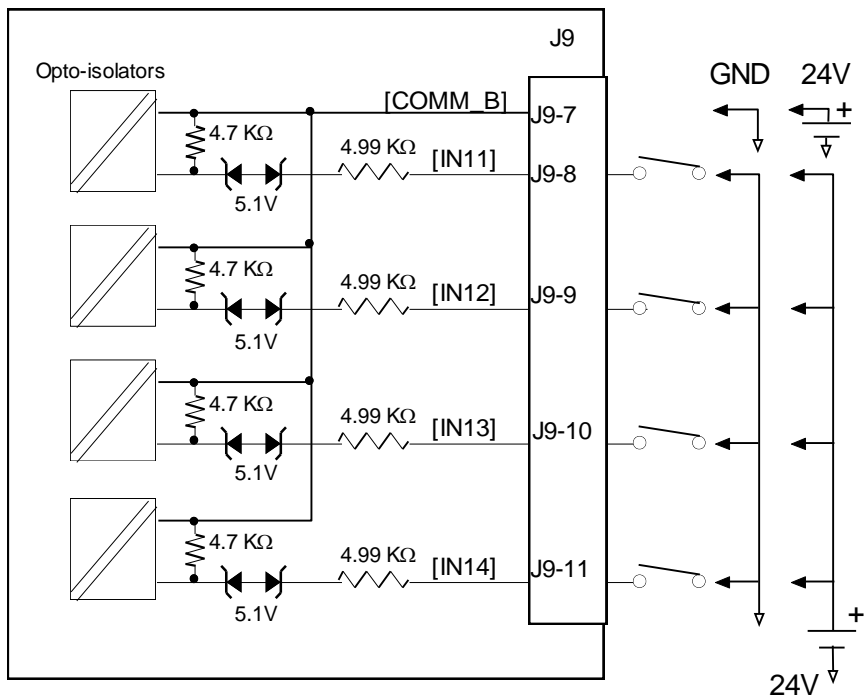 J9
Opto-isolators
GND 24V
[COMM_B]
J9-7
+
4.7 KΩ
4.99 KΩ
[IN11]
J9-8
5.1V
4.7 KΩ
4.99 KΩ
[IN12]
J9-9
5.1V
4.7 KΩ
4.99 KΩ
[IN13]
J9-10
5.1V
4.7 KΩ
4.99 KΩ
[IN14]
J9-11
5.1V
+
24V